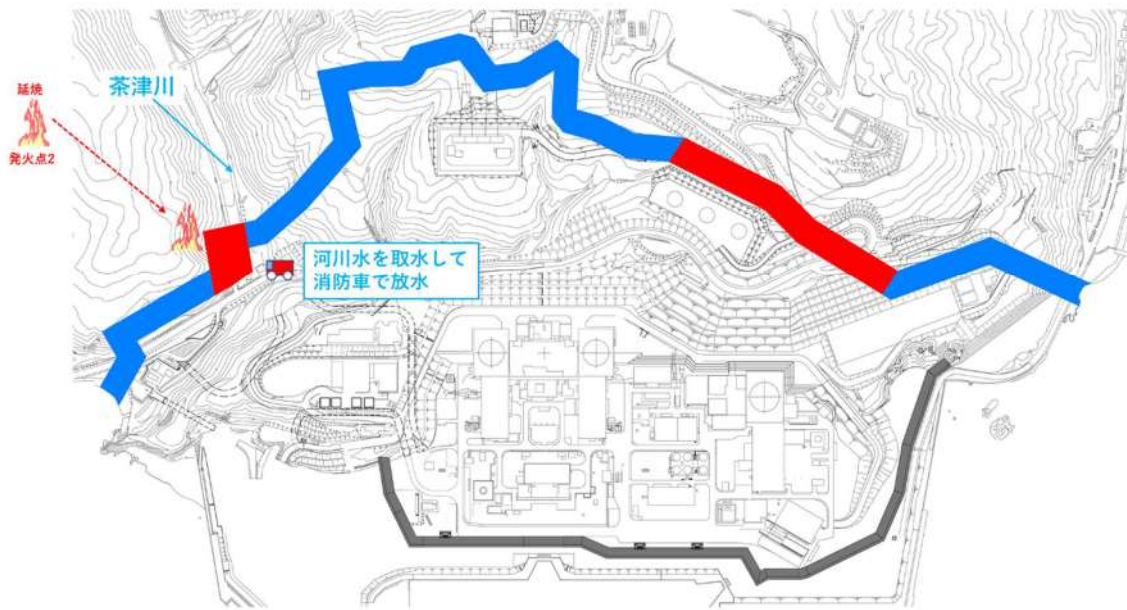 茶津川
延焼
発火点2
河川水を取水して
消防車で放水